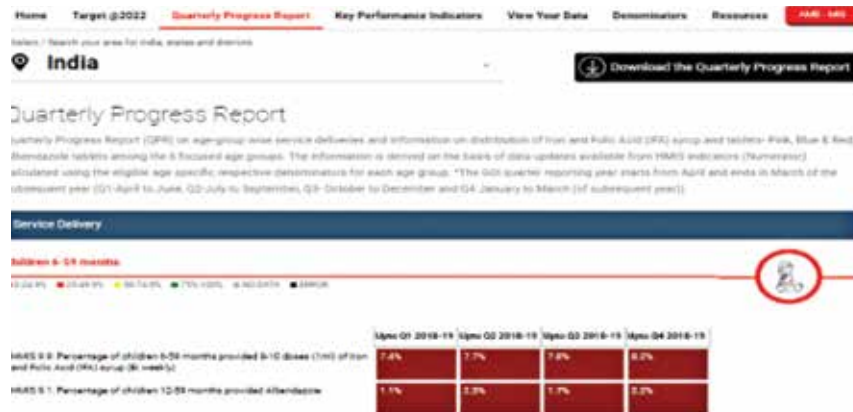 Home Target @2022 Quarterly Progress Report Key Performance Indicators View Your Data Denominators Resources
Search your area for India, states and districts
India
Download the Quarterly Progress Report
Quarterly Progress Report
Quarterly Progress Report (QPR) on age-group wise service deliveries and information on distribution of Iron and Folic Acid (IFA) syrup and tablets- Pink, Blue & Red,
Albendazole tablets among the 6 focused age groups. The information is derived on the basis of data updates available from HMIS indicators (Numerator)
calculated using the eligible age specific, respective denominators for each age group. *The GOI quarter reporting year starts from April and ends in March of the
subsequent year (Q1-April to June, Q2-July to September, Q3- October to December and Q4 January to March (of subsequent year))
Service Delivery
Children 6-59 months
75%-100% NO DATA ERROR
Upto Q1 2018-19 Upto Q2 2018-19 Upto Q3 2018-19 Upto Q4 2018-19
HMIS 9.9: Percentage of children 6-59 months provided 8-10 doses (1ml) of Iron 7.4% 7.7% 7.8%
and Folic Acid (IFA) syrup (Bi weekly)
Percentage of children 12-59 months provided Albendazole 1.1% 1.7%